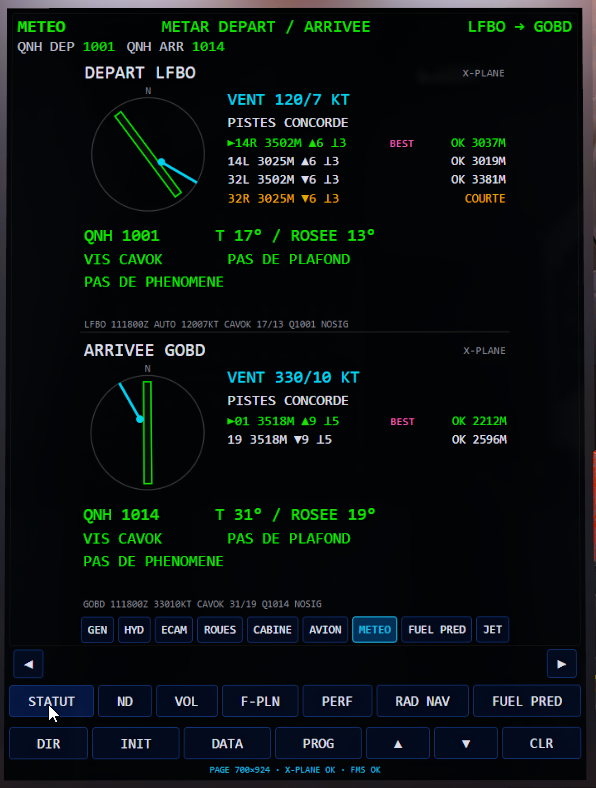 METEO METAR DEPART / ARRIVEE LFBO → GOBD
QNH DEP 1001 QNH ARR 1014
DEPART LFBO X-PLANE
N
VENT 120/7 KT
PISTES CONCORDE
►14R 3502M ▲6 ⊥3 BEST OK 3037M
14L 3025M ▲6 ⊥3 OK 3019M
32L 3502M ▼6 ⊥3 OK 3381M
32R 3025M ▼6 ⊥3 COURTE
QNH 1001 T 17° / ROSEE 13°
VIS CAVOK PAS DE PLAFOND
PAS DE PHENOMENE
LFBO 111800Z AUTO 12007KT CAVOK 17/13 Q1001 NOSIG
ARRIVEE GOBD X-PLANE
N
VENT 330/10 KT
PISTES CONCORDE
►01 3518M ▲9 ⊥5 BEST OK 2212M
19 3518M ▼9 ⊥5 OK 2596M
QNH 1014 T 31° / ROSEE 19°
VIS CAVOK PAS DE PLAFOND
PAS DE PHENOMENE
GOBD 111800Z 33010KT CAVOK 31/19 Q1014 NOSIG
GEN HYD ECAM ROUES CABINE AVION METEO FUEL PRED JET
◄ ►
STATUT ND VOL F-PLN PERF RAD NAV FUEL PRED
DIR INIT DATA PROG ▲ ▼ CLR
PAGE 700×924 · X-PLANE OK · FMS OK